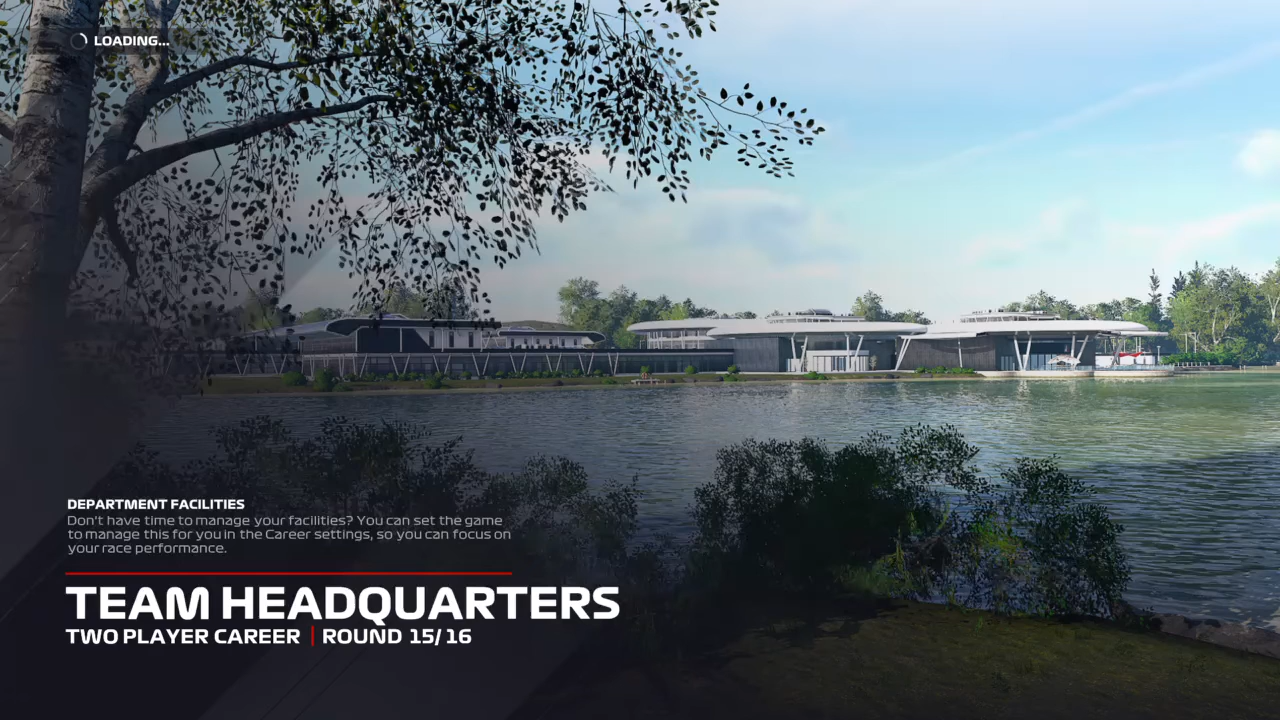 LOADING...
DEPARTMENT FACILITIES
Don't have time to manage your facilities? You can set the game
to manage this for you in the Career settings, so you can focus on
your race performance.
TEAM HEADQUARTERS
TWO PLAYER CAREER | ROUND 15/16